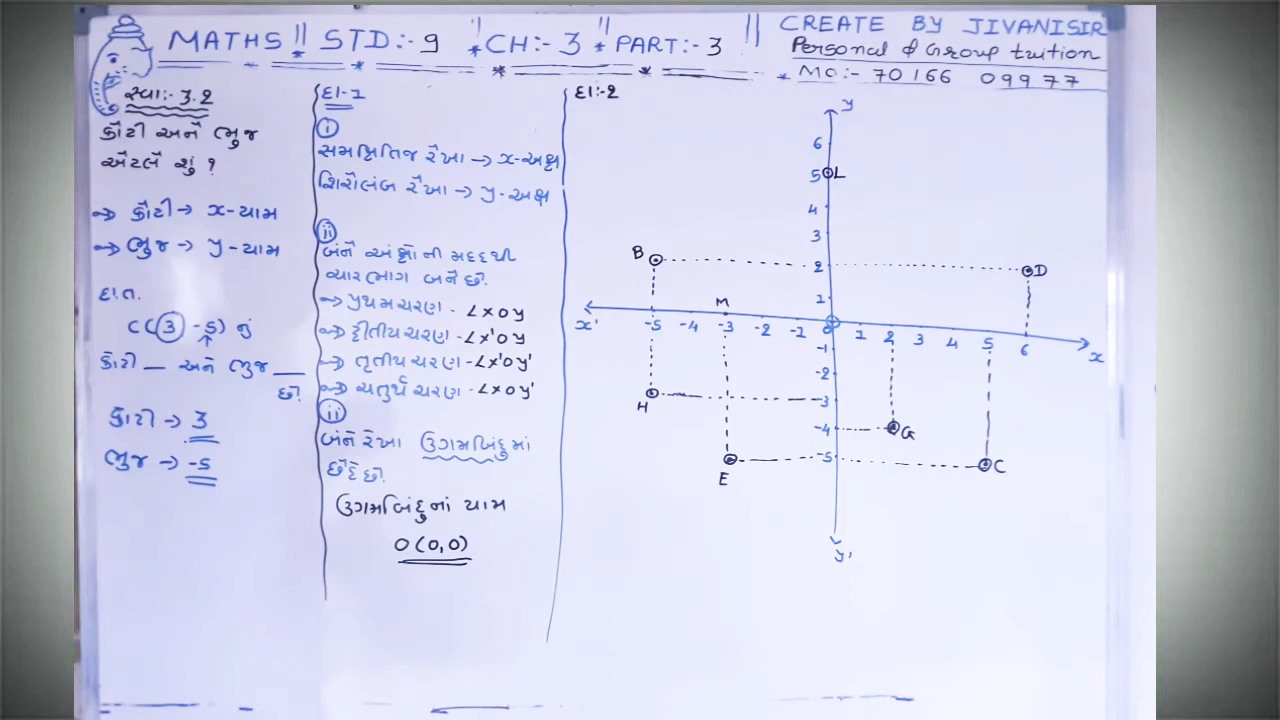 MATHS || STD:- 9 CH:- 3 * PART:- 3 ||
CREATE BY JIVANISIR
Personal & Group tuition
Mo:- 70166 09977
સ્વા:- 3.2
કોટી અને ભુજ
એટલે શું ?
→ કોટી → x-યામ
→ ભુજ → y-યામ
દા.ત.
C(3 -5) નું
કોટી __ અને ભુજ __
છે.
કોટી → 3
ભુજ → -5
દા-1
i
સમક્ષિતિજ રેખા → x-અક્ષ
શિરોલંબ રેખા → y-અક્ષ
ii
બંને અક્ષોની મદદથી
ચાર ભાગ બને છે.
→ પ્રથમ ચરણ - ∠xoy
→ દ્વીતીય ચરણ - ∠x'oy
→ તૃતીય ચરણ - ∠x'oy'
→ ચતુર્થ ચરણ - ∠xoy'
ii
બંને રેખા ઉગમબિંદુમાં
છેદે છે.
ઉગમબિંદુનાં યામ
O (0,0)
દા:-2
y
6
5 L
4
3
B 2 D
1
M
x' -5 -4 -3 -2 -1 0 1 2 3 4 5 6 x
-1
-2
H -3
-4 G
-5 C
E
y'